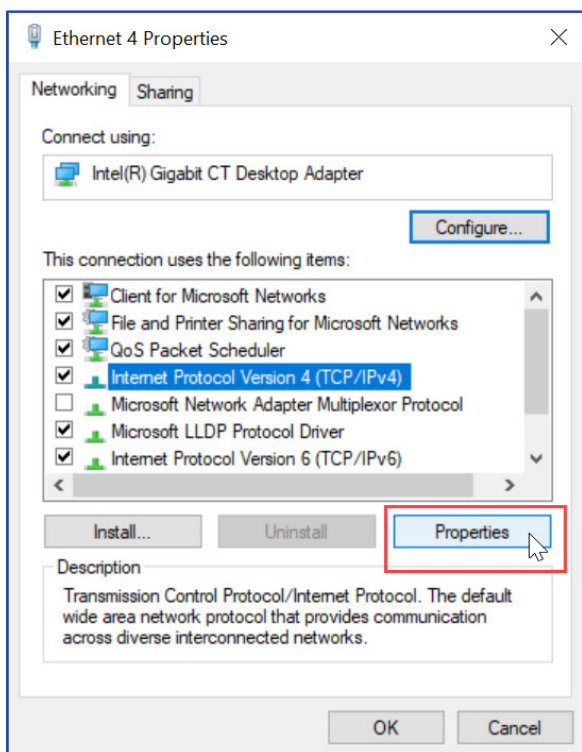 Ethernet 4 Properties
Networking
Sharing
Connect using:
Intel(R) Gigabit CT Desktop Adapter
Configure...
This connection uses the following items:
Client for Microsoft Networks
File and Printer Sharing for Microsoft Networks
QoS Packet Scheduler
Internet Protocol Version 4 (TCP/IPv4)
Microsoft Network Adapter Multiplexor Protocol
Microsoft LLDP Protocol Driver
Internet Protocol Version 6 (TCP/IPv6)
Install...
Uninstall
Properties
Description
Transmission Control Protocol/Internet Protocol. The default
wide area network protocol that provides communication
across diverse interconnected networks.
OK
Cancel